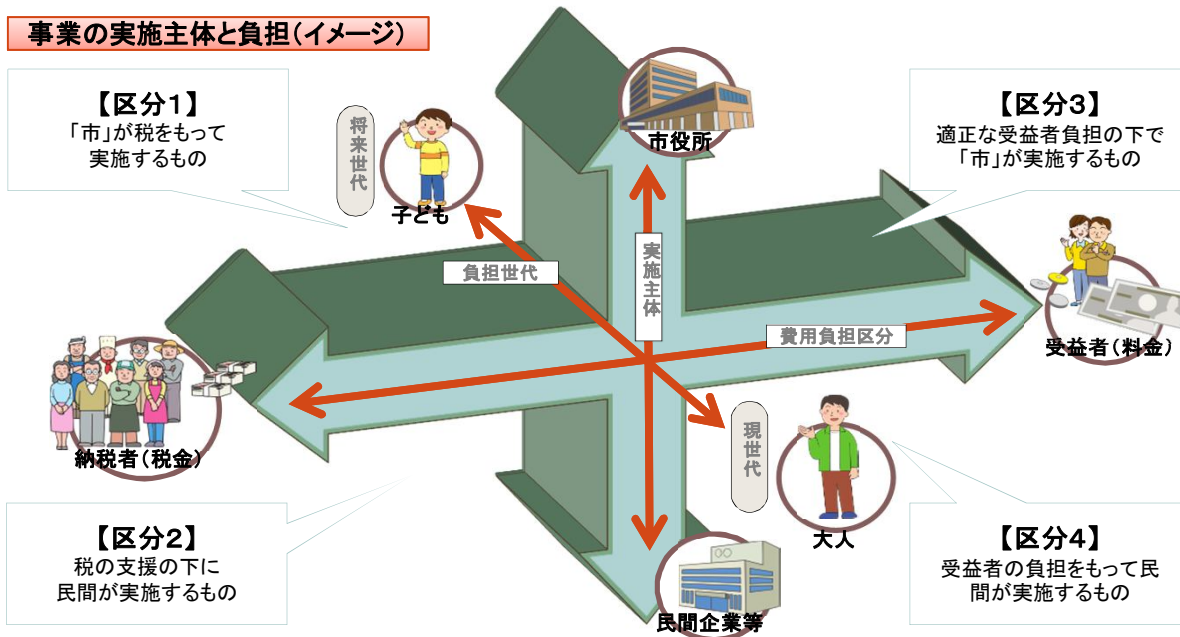 事業の実施主体と負担(イメージ)
【区分1】
「市」が税をもって
実施するもの
将来世代
子ども
市役所
【区分3】
適正な受益者負担の下で
「市」が実施するもの
負担世代
実施主体
費用負担区分
受益者(料金)
納税者(税金)
現世代
大人
【区分2】
税の支援の下に
民間が実施するもの
民間企業等
【区分4】
受益者の負担をもって民
間が実施するもの